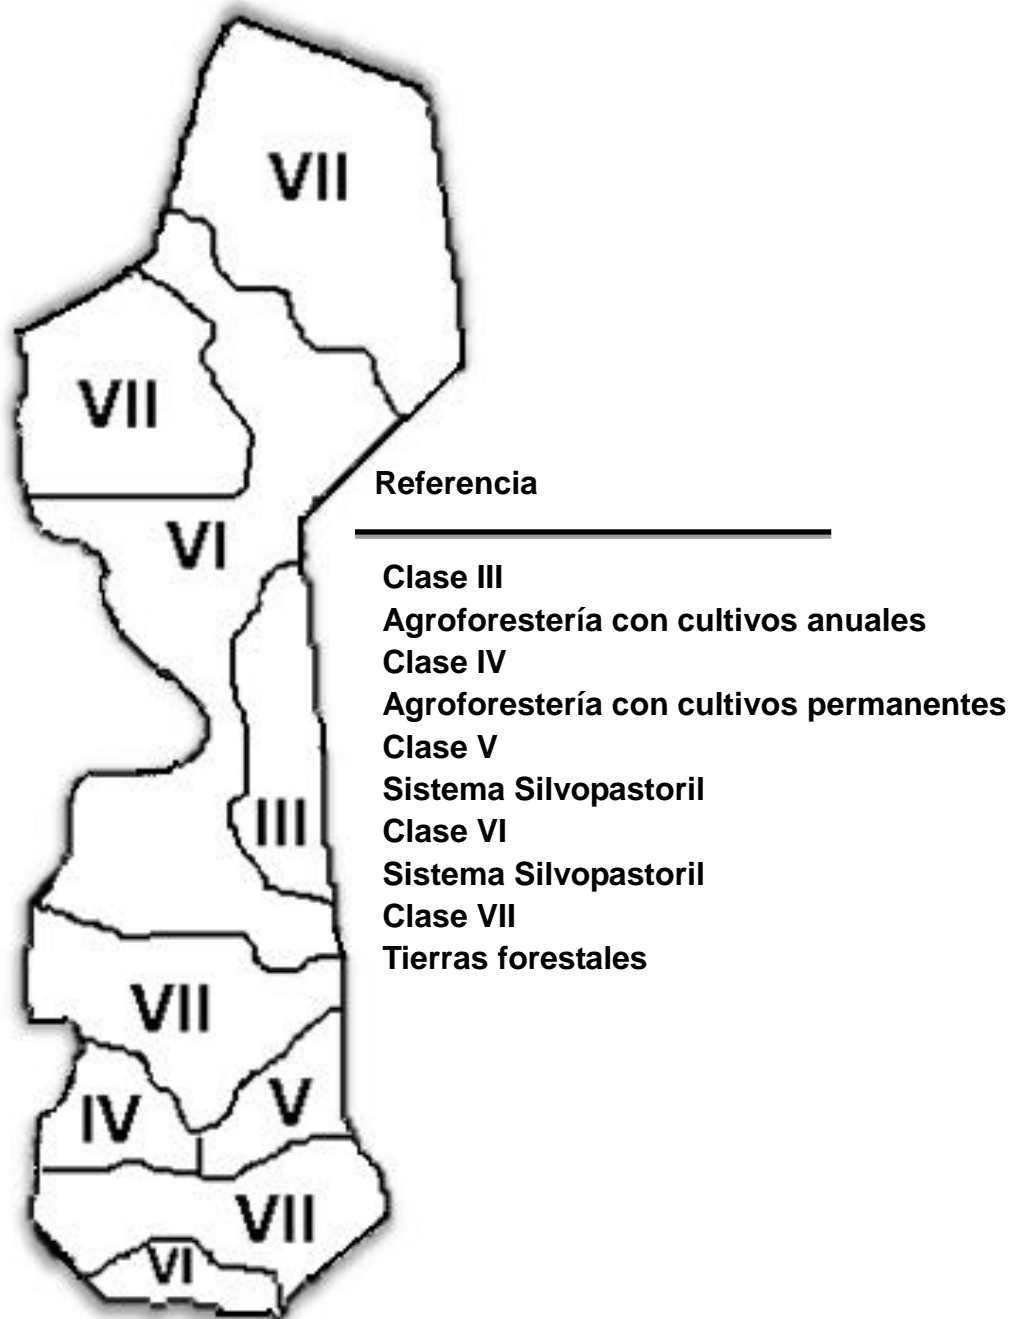 VII
VII
Referencia
VI
Clase III
Agroforestería con cultivos anuales
Clase IV
Agroforestería con cultivos permanentes
Clase V
Sistema Silvopastoril
III
Clase VI
Sistema Silvopastoril
Clase VII
Tierras forestales
VII
IV
V
VII
VI